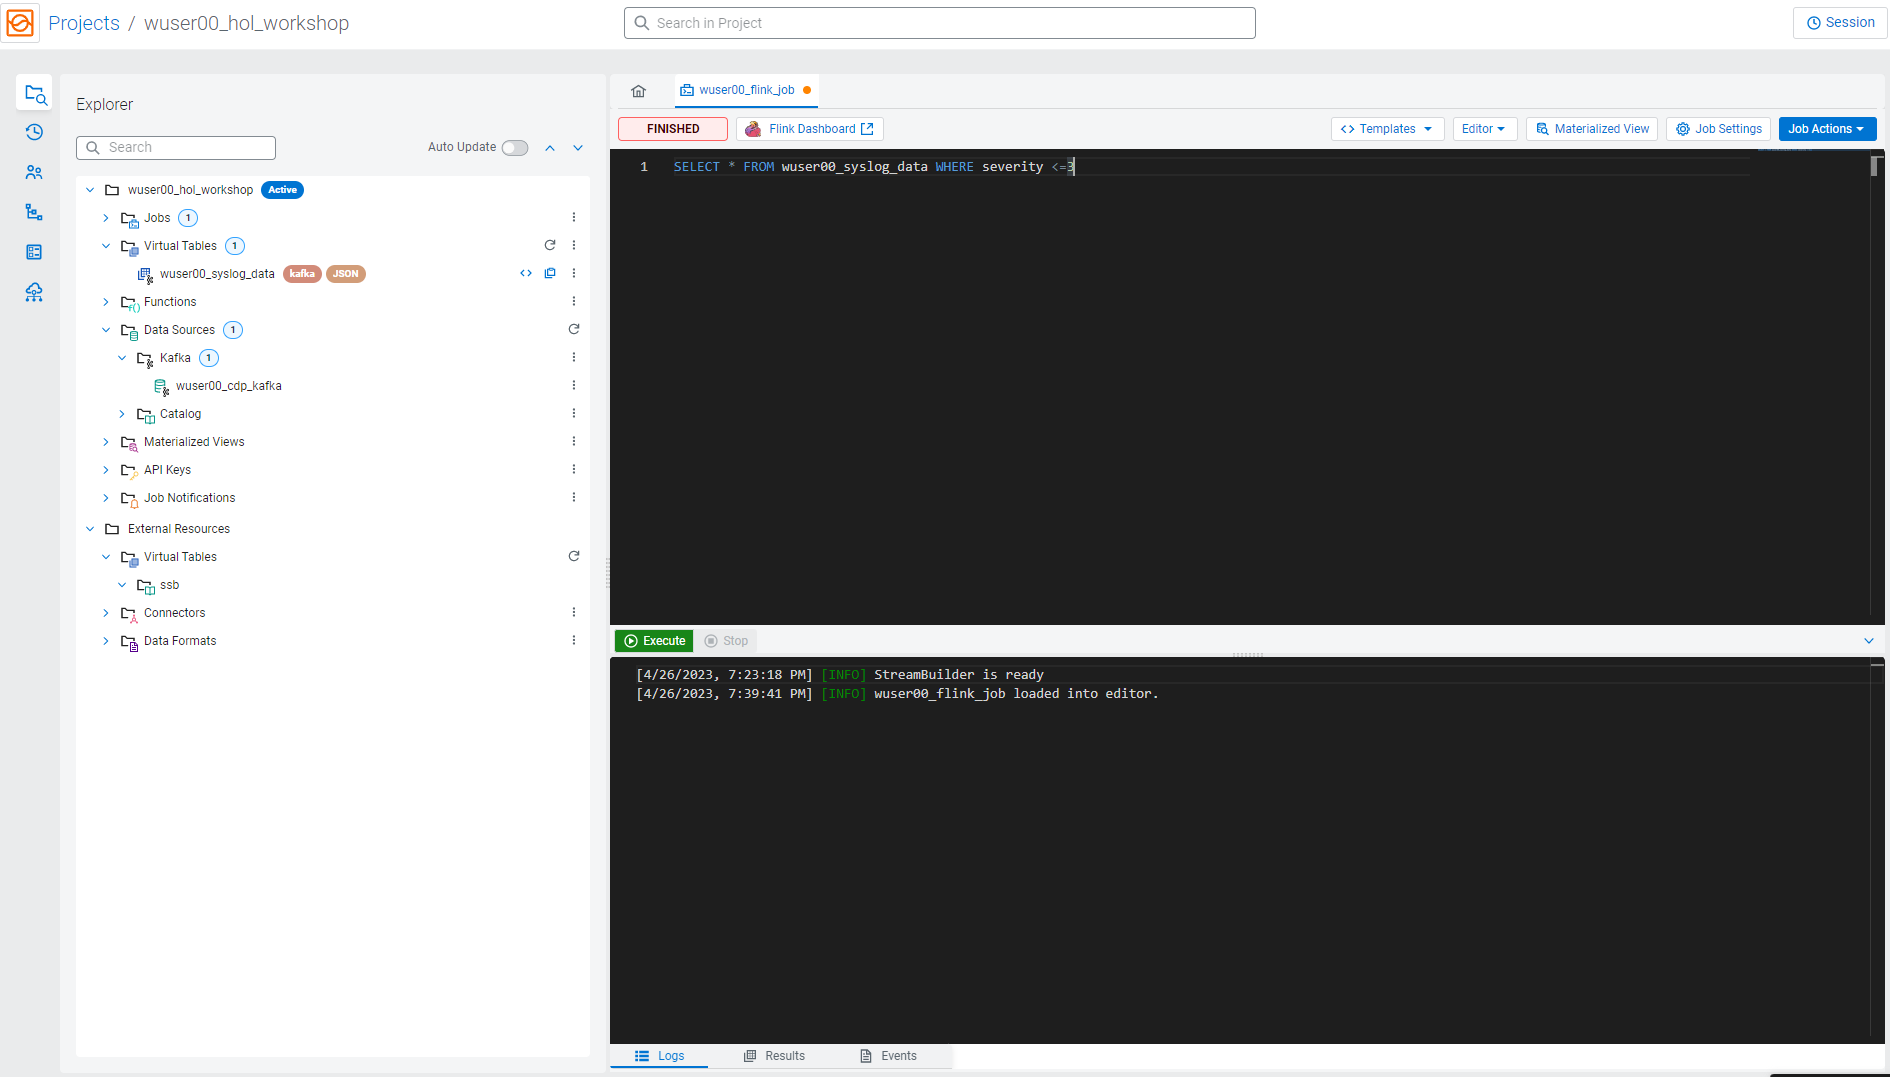 Projects / wuser00_hol_workshop
Search in Project
Session
Explorer
Search
Auto Update
wuser00_hol_workshop Active
Jobs 1
Virtual Tables 1
wuser00_syslog_data kafka JSON
Functions
Data Sources 1
Kafka 1
wuser00_cdp_kafka
Catalog
Materialized Views
API Keys
Job Notifications
External Resources
Virtual Tables
ssb
Connectors
Data Formats
wuser00_flink_job
FINISHED Flink Dashboard Templates Editor Materialized View Job Settings Job Actions
1 SELECT * FROM wuser00_syslog_data WHERE severity <=3
Execute Stop
[4/26/2023, 7:23:18 PM] [INFO] StreamBuilder is ready
[4/26/2023, 7:39:41 PM] [INFO] wuser00_flink_job loaded into editor.
Logs Results Events